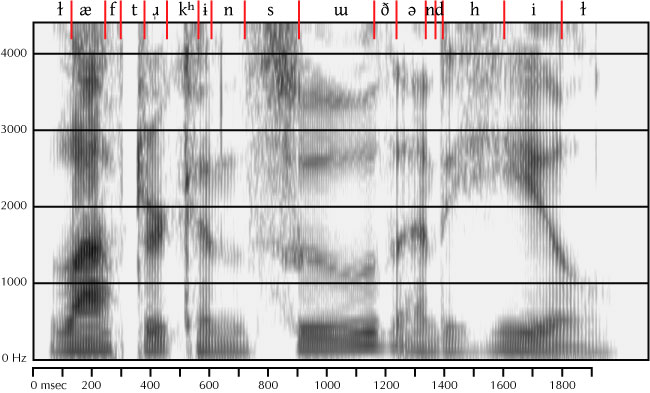 ɫ æ f t ɹ̩ kʰ ɨ n s ɯ ð ə n d h i ɫ
4000
3000
2000
1000
0 Hz
0 msec 200 400 600 800 1000 1200 1400 1600 1800